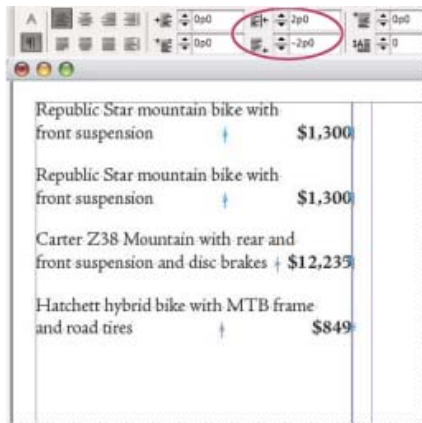 A 0p0 2p0 0p0
¶ 0p0 -2p0 0
Republic Star mountain bike with
front suspension $1,300
Republic Star mountain bike with
front suspension $1,300
Carter Z38 Mountain with rear and
front suspension and disc brakes $12,235
Hatchett hybrid bike with MTB frame
and road tires $849